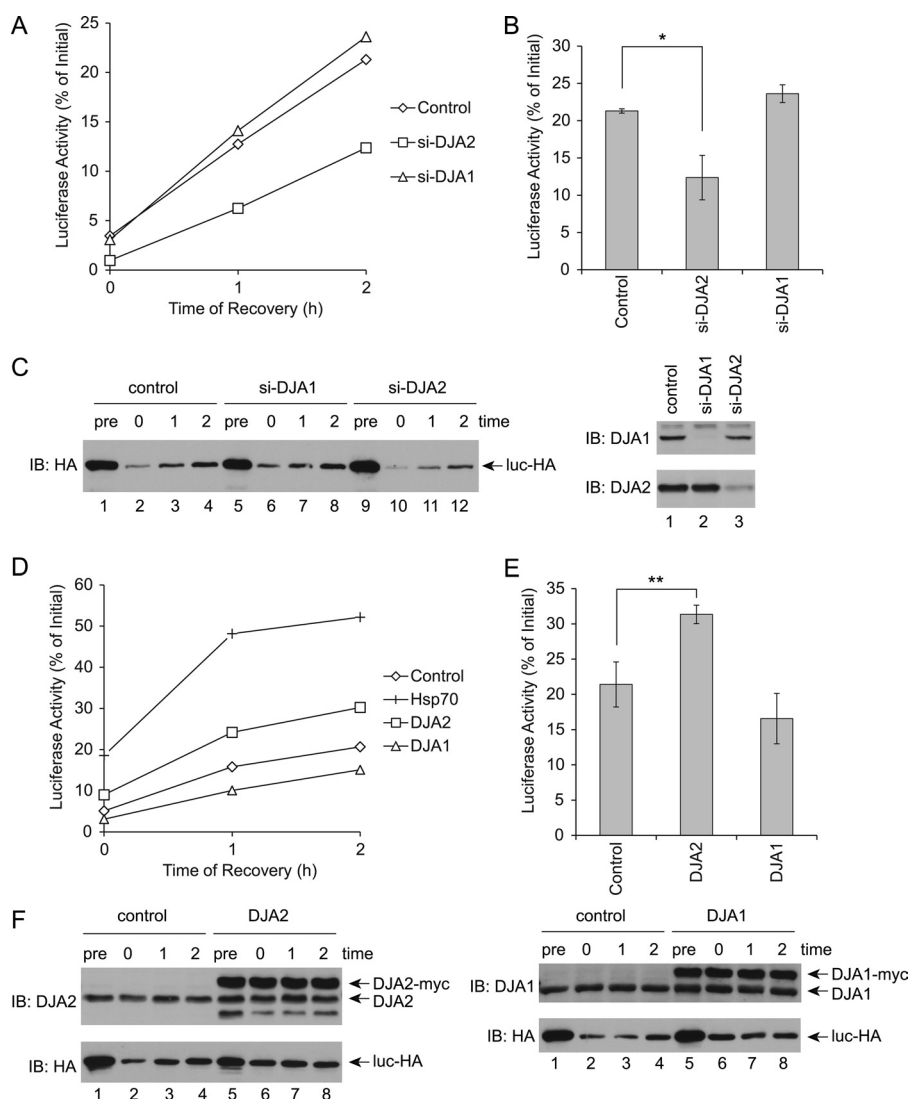 A
Luciferase Activity (% of Initial)
25
20
15
10
5
0
0 1 2
Time of Recovery (h)
Control
si-DJA2
si-DJA1
B
Luciferase Activity (% of Initial)
30
25
20
15
10
5
0
*
Control
si-DJA2
si-DJA1
C
control si-DJA1 si-DJA2
pre 0 1 2 pre 0 1 2 pre 0 1 2 time
IB: HA luc-HA
1 2 3 4 5 6 7 8 9 10 11 12
control
si-DJA1
si-DJA2
IB: DJA1
IB: DJA2
1 2 3
D
Luciferase Activity (% of Initial)
60
50
40
30
20
10
0
0 1 2
Time of Recovery (h)
Control
Hsp70
DJA2
DJA1
E
Luciferase Activity (% of Initial)
35
30
25
20
15
10
5
0
**
Control
DJA2
DJA1
F
control DJA2
pre 0 1 2 pre 0 1 2 time
DJA2-myc
IB: DJA2 DJA2
IB: HA luc-HA
1 2 3 4 5 6 7 8
control DJA1
pre 0 1 2 pre 0 1 2 time
DJA1-myc
IB: DJA1 DJA1
IB: HA luc-HA
1 2 3 4 5 6 7 8